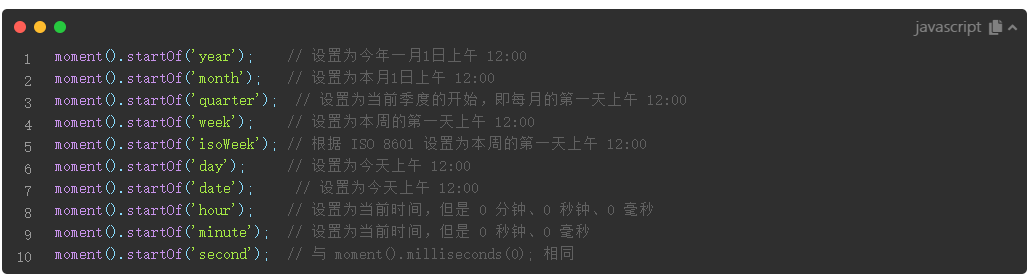 javascript
1 moment().startOf('year');    // 设置为今年一月1日上午 12:00
2 moment().startOf('month');   // 设置为本月1日上午 12:00
3 moment().startOf('quarter');  // 设置为当前季度的开始，即每月的第一天上午 12:00
4 moment().startOf('week');    // 设置为本周的第一天上午 12:00
5 moment().startOf('isoWeek'); // 根据 ISO 8601 设置为本周的第一天上午 12:00
6 moment().startOf('day');     // 设置为今天上午 12:00
7 moment().startOf('date');     // 设置为今天上午 12:00
8 moment().startOf('hour');    // 设置为当前时间，但是 0 分钟、0 秒钟、0 毫秒
9 moment().startOf('minute');  // 设置为当前时间，但是 0 秒钟、0 毫秒
10 moment().startOf('second');  // 与 moment().milliseconds(0); 相同